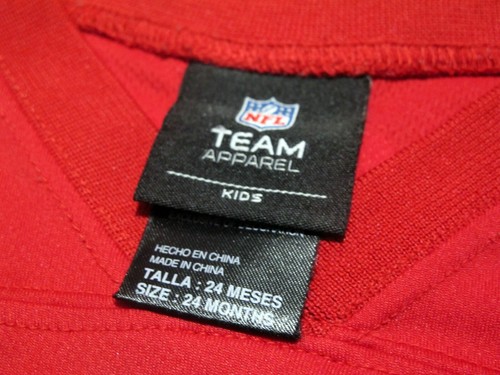 NFL
TEAM
APPAREL
KIDS
HECHO EN CHINA
MADE IN CHINA
TALLA : 24 MESES
SIZE : 24 MONTHS